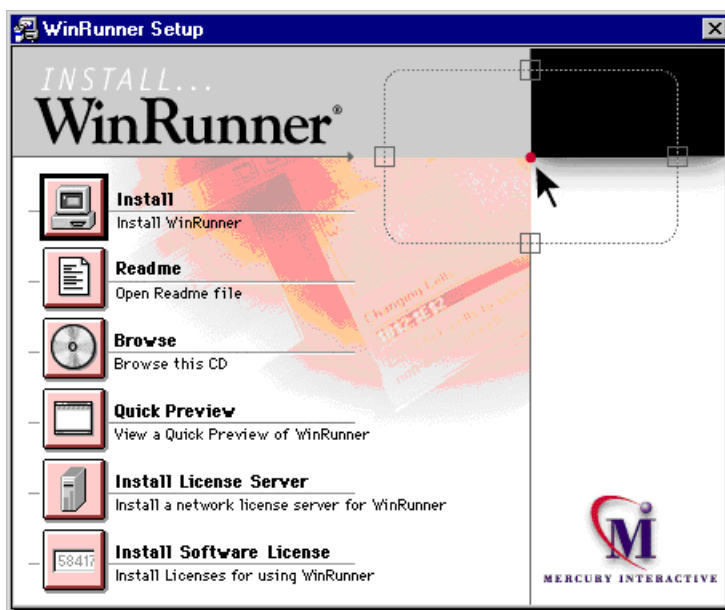 WinRunner Setup
INSTALL...
WinRunner®
Install
Install WinRunner
Readme
Open Readme file
Browse
Browse this CD
Quick Preview
View a Quick Preview of WinRunner
Install License Server
Install a network license server for WinRunner
58417
Install Software License
Install Licenses for using WinRunner
Changing Cells
M
MERCURY INTERACTIVE